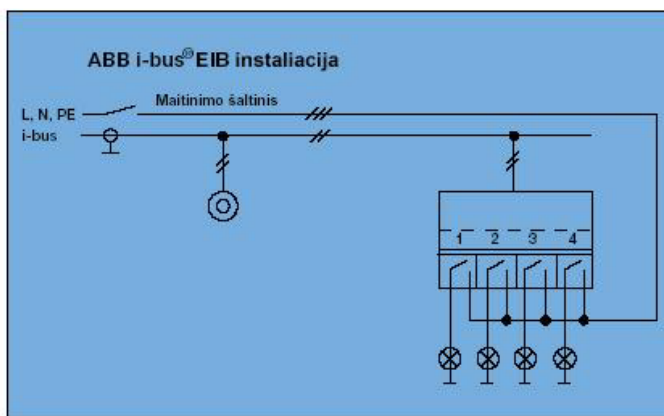 ABB i-bus® EIB instaliacija
L, N, PE Maitinimo šaltinis
i-bus
1 2 3 4